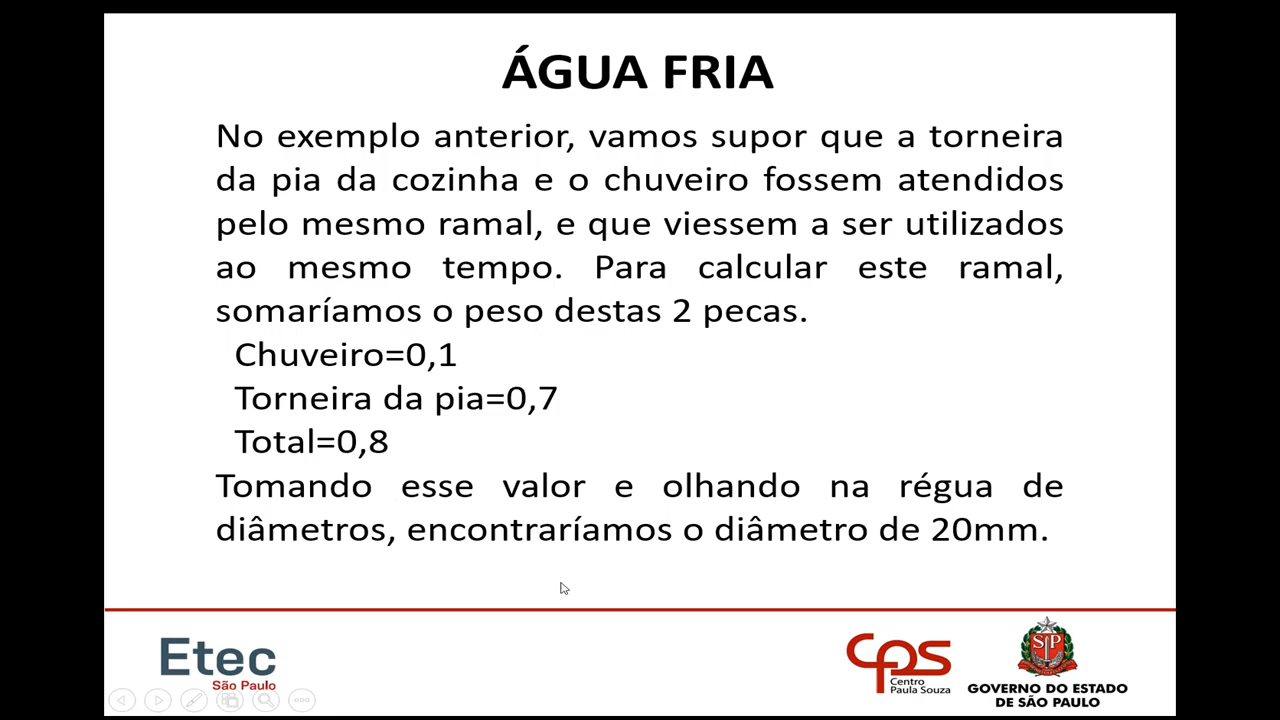 ÁGUA FRIA
No exemplo anterior, vamos supor que a torneira
da pia da cozinha e o chuveiro fossem atendidos
pelo mesmo ramal, e que viessem a ser utilizados
ao mesmo tempo. Para calcular este ramal,
somaríamos o peso destas 2 pecas.
Chuveiro=0,1
Torneira da pia=0,7
Total=0,8
Tomando esse valor e olhando na régua de
diâmetros, encontraríamos o diâmetro de 20mm.
Etec
São Paulo
CPS
Centro
Paula Souza
SP
GOVERNO DO ESTADO
DE SÃO PAULO